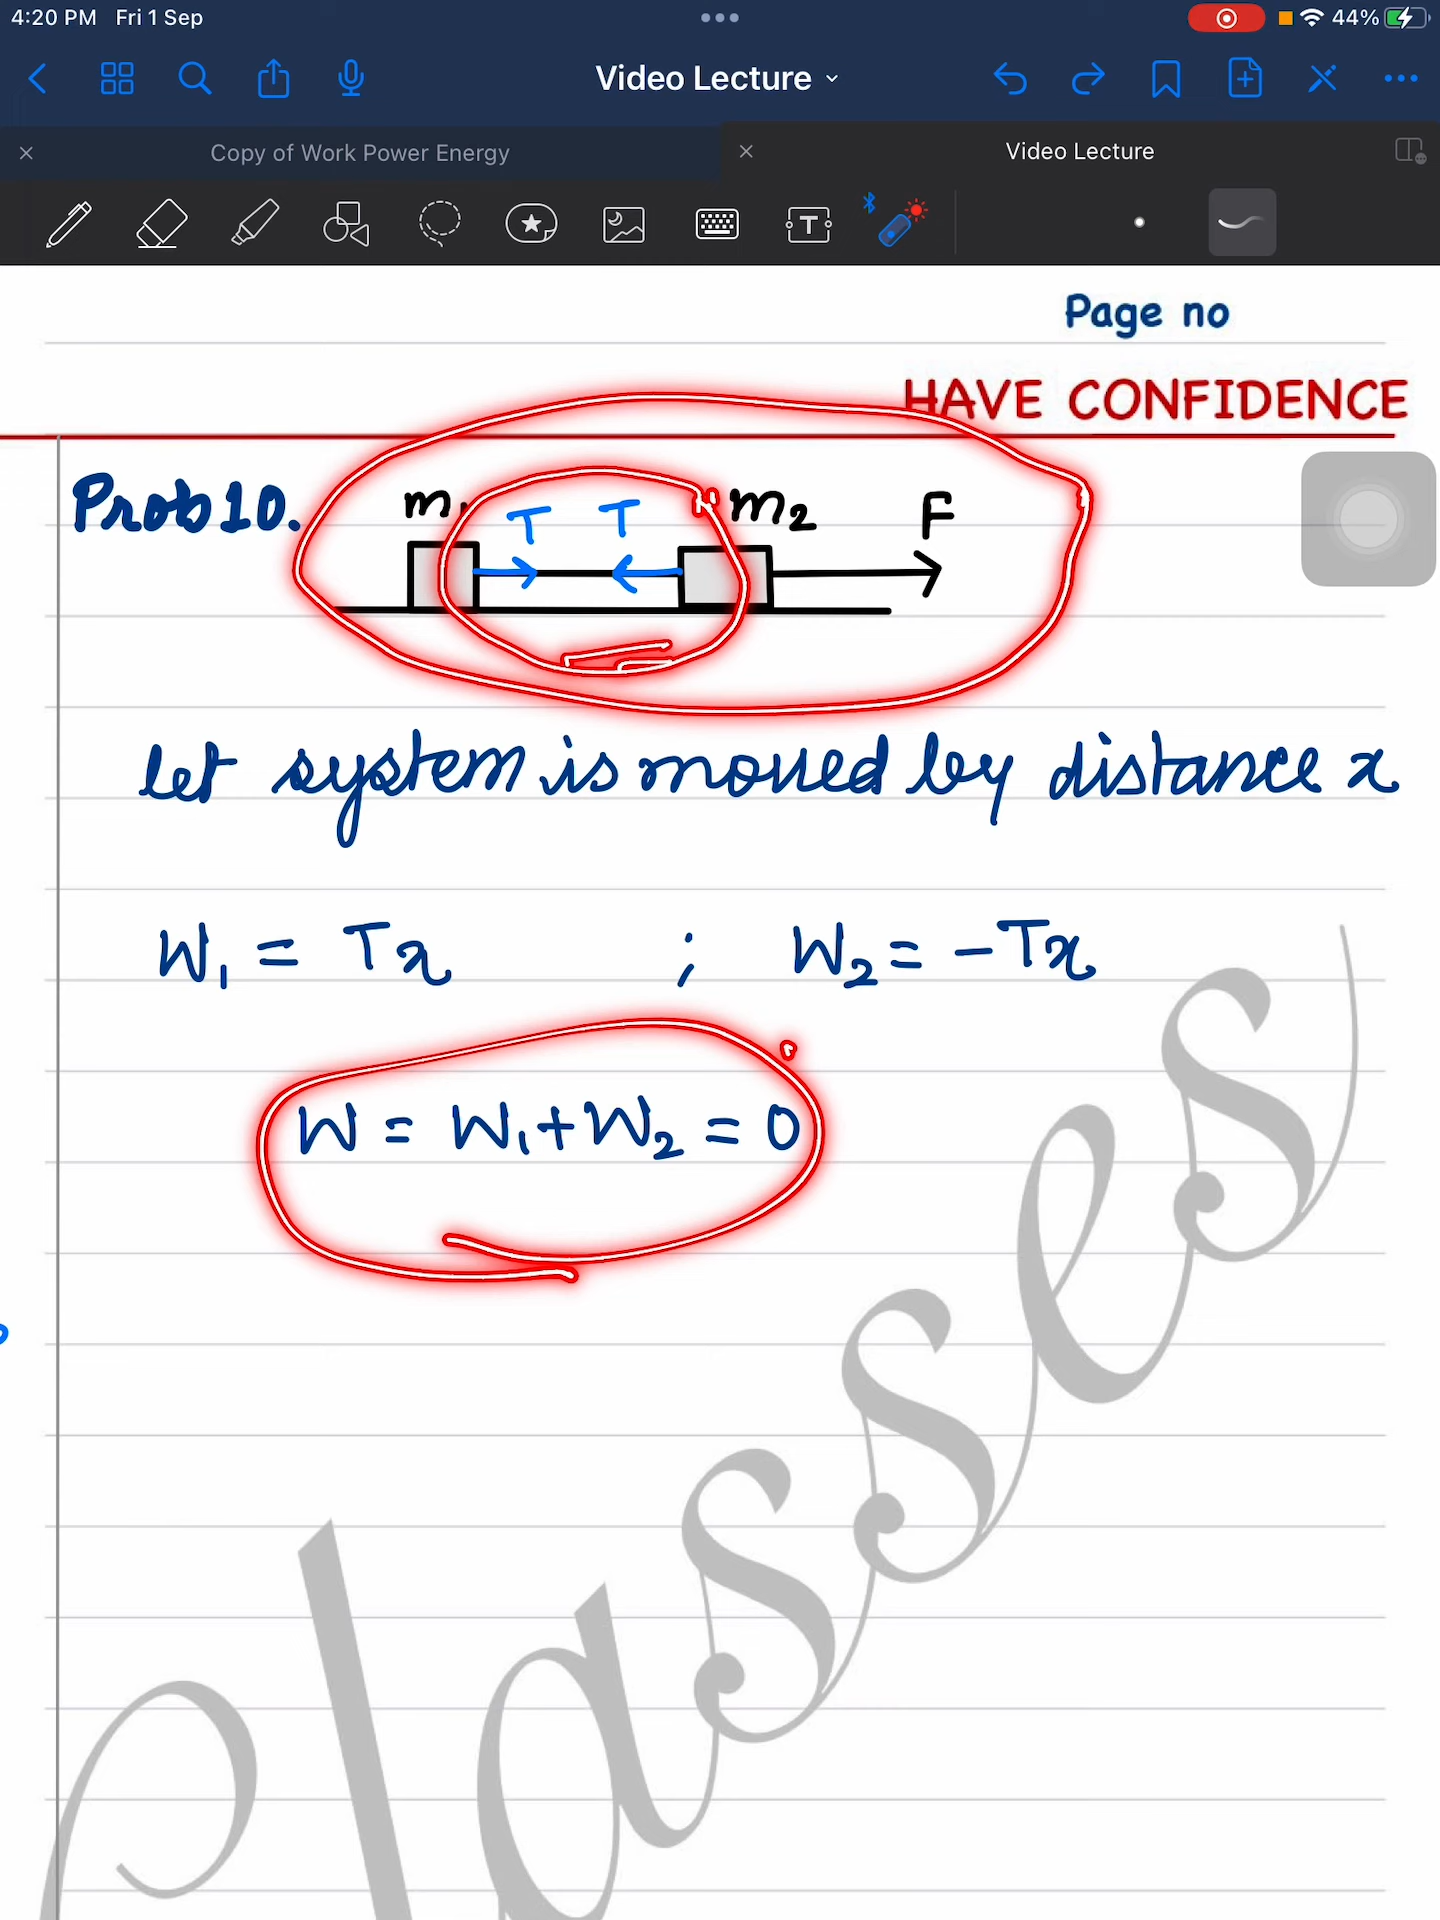 4:20 PM Fri 1 Sep
44%
Video Lecture
Copy of Work Power Energy
Video Lecture
T
Page no
HAVE CONFIDENCE
Prob 10.
m₁ T T m₂ F
let system is moved by distance x
W₁ = Tx ; W₂ = -Tx
W = W₁+W₂ = 0
classes